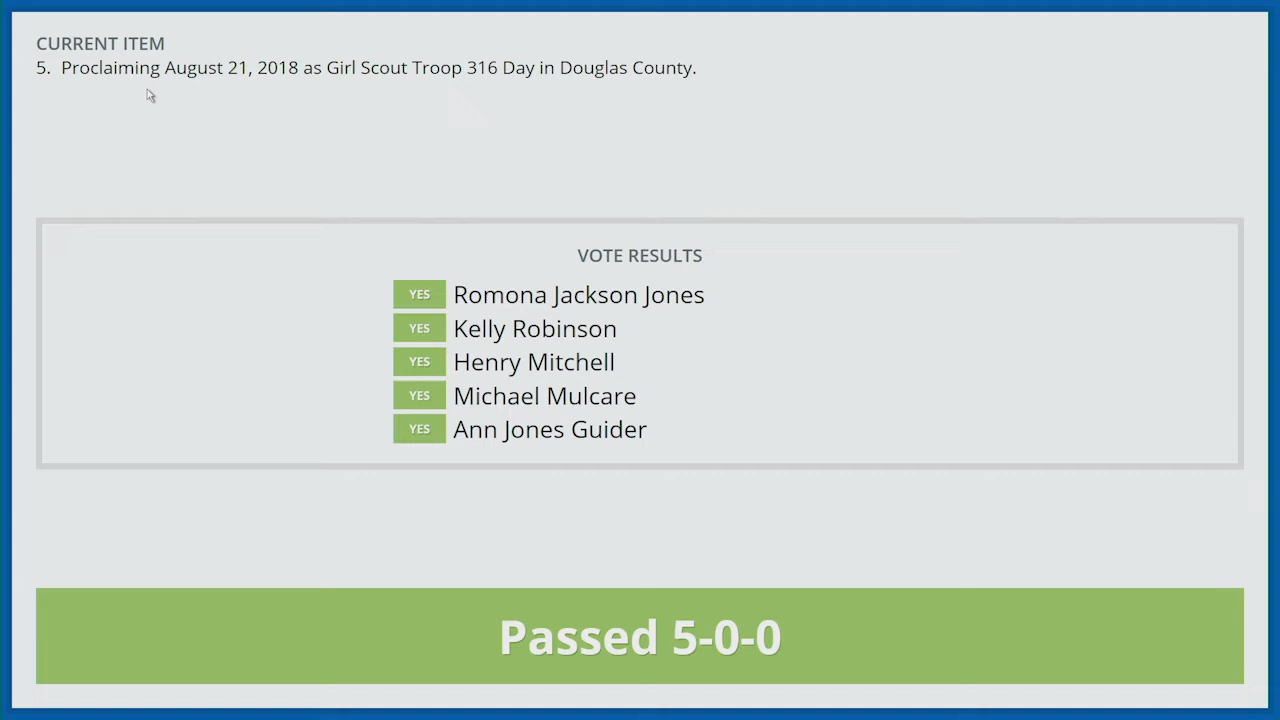 CURRENT ITEM
5. Proclaiming August 21, 2018 as Girl Scout Troop 316 Day in Douglas County.
VOTE RESULTS
YES Romona Jackson Jones
YES Kelly Robinson
YES Henry Mitchell
YES Michael Mulcare
YES Ann Jones Guider
Passed 5-0-0